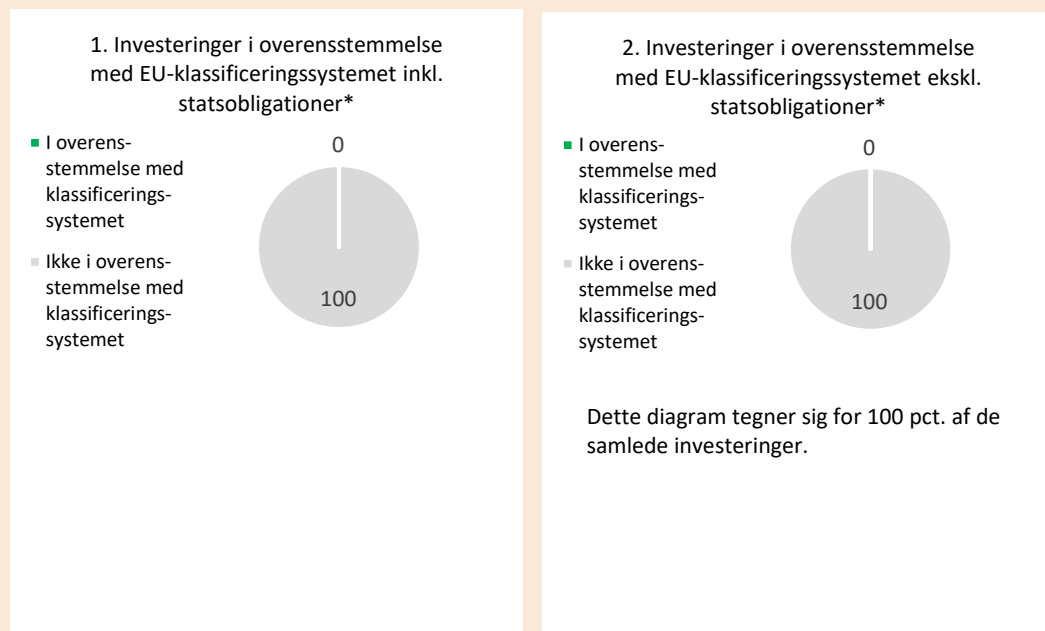 1. Investeringer i overensstemmelse
med EU-klassificeringssystemet inkl.
statsobligationer*
I overens-
stemmelse med
klassificerings-
systemet
Ikke i overens-
stemmelse med
klassificerings-
systemet
0
100
2. Investeringer i overensstemmelse
med EU-klassificeringssystemet ekskl.
statsobligationer*
I overens-
stemmelse med
klassificerings-
systemet
Ikke i overens-
stemmelse med
klassificerings-
systemet
0
100
Dette diagram tegner sig for 100 pct. af de
samlede investeringer.